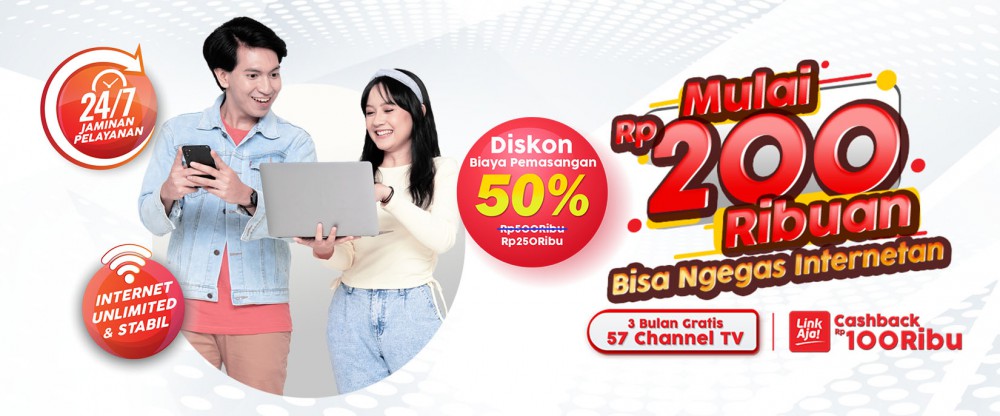 24/7
JAMINAN
PELAYANAN
INTERNET
UNLIMITED
& STABIL
Diskon
Biaya Pemasangan
50%
Rp500Ribu
Rp250Ribu
Mulai
Rp 200
Ribuan
Bisa Ngegas Internetan
3 Bulan Gratis
57 Channel TV
Link
Aja!
Cashback
Rp 100Ribu